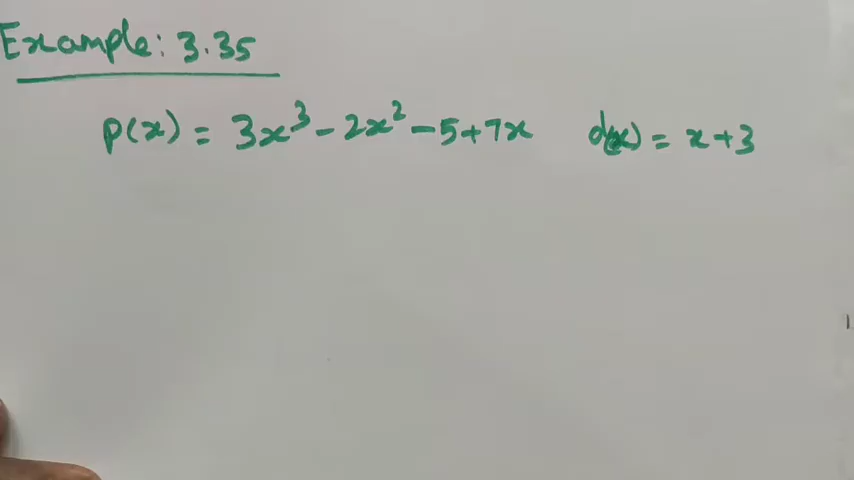 Example: 3.35
p(x) = 3x³ - 2x² - 5 + 7x d(x) = x + 3